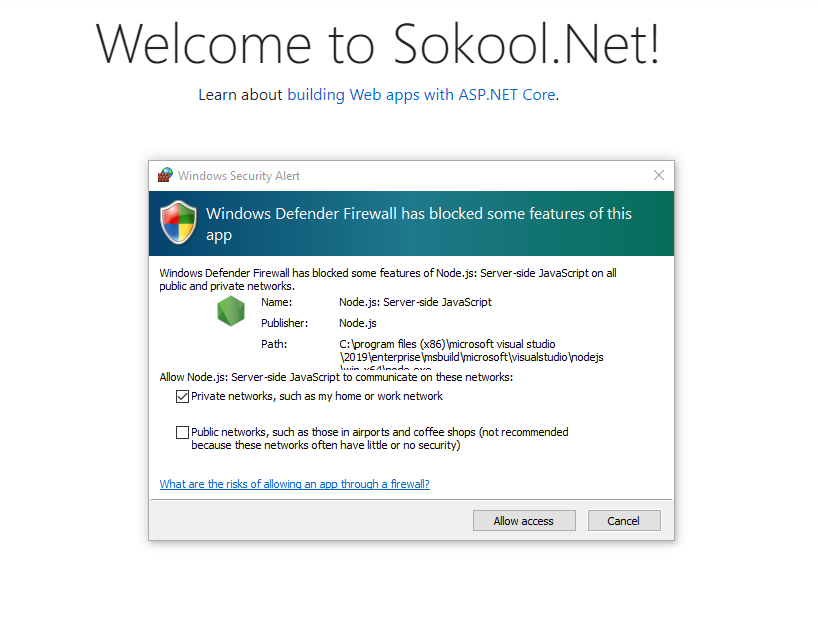 Welcome to Sokool.Net!
Learn about building Web apps with ASP.NET Core.
Windows Security Alert
Windows Defender Firewall has blocked some features of this
app
Windows Defender Firewall has blocked some features of Node.js: Server-side JavaScript on all
public and private networks.
Name: Node.js: Server-side JavaScript
Publisher: Node.js
Path: C:\program files (x86)\microsoft visual studio
\2019\enterprise\msbuild\microsoft\visualstudio\nodejs
\win-x64\node.exe
Allow Node.js: Server-side JavaScript to communicate on these networks:
Private networks, such as my home or work network
Public networks, such as those in airports and coffee shops (not recommended
because these networks often have little or no security)
What are the risks of allowing an app through a firewall?
Allow access Cancel